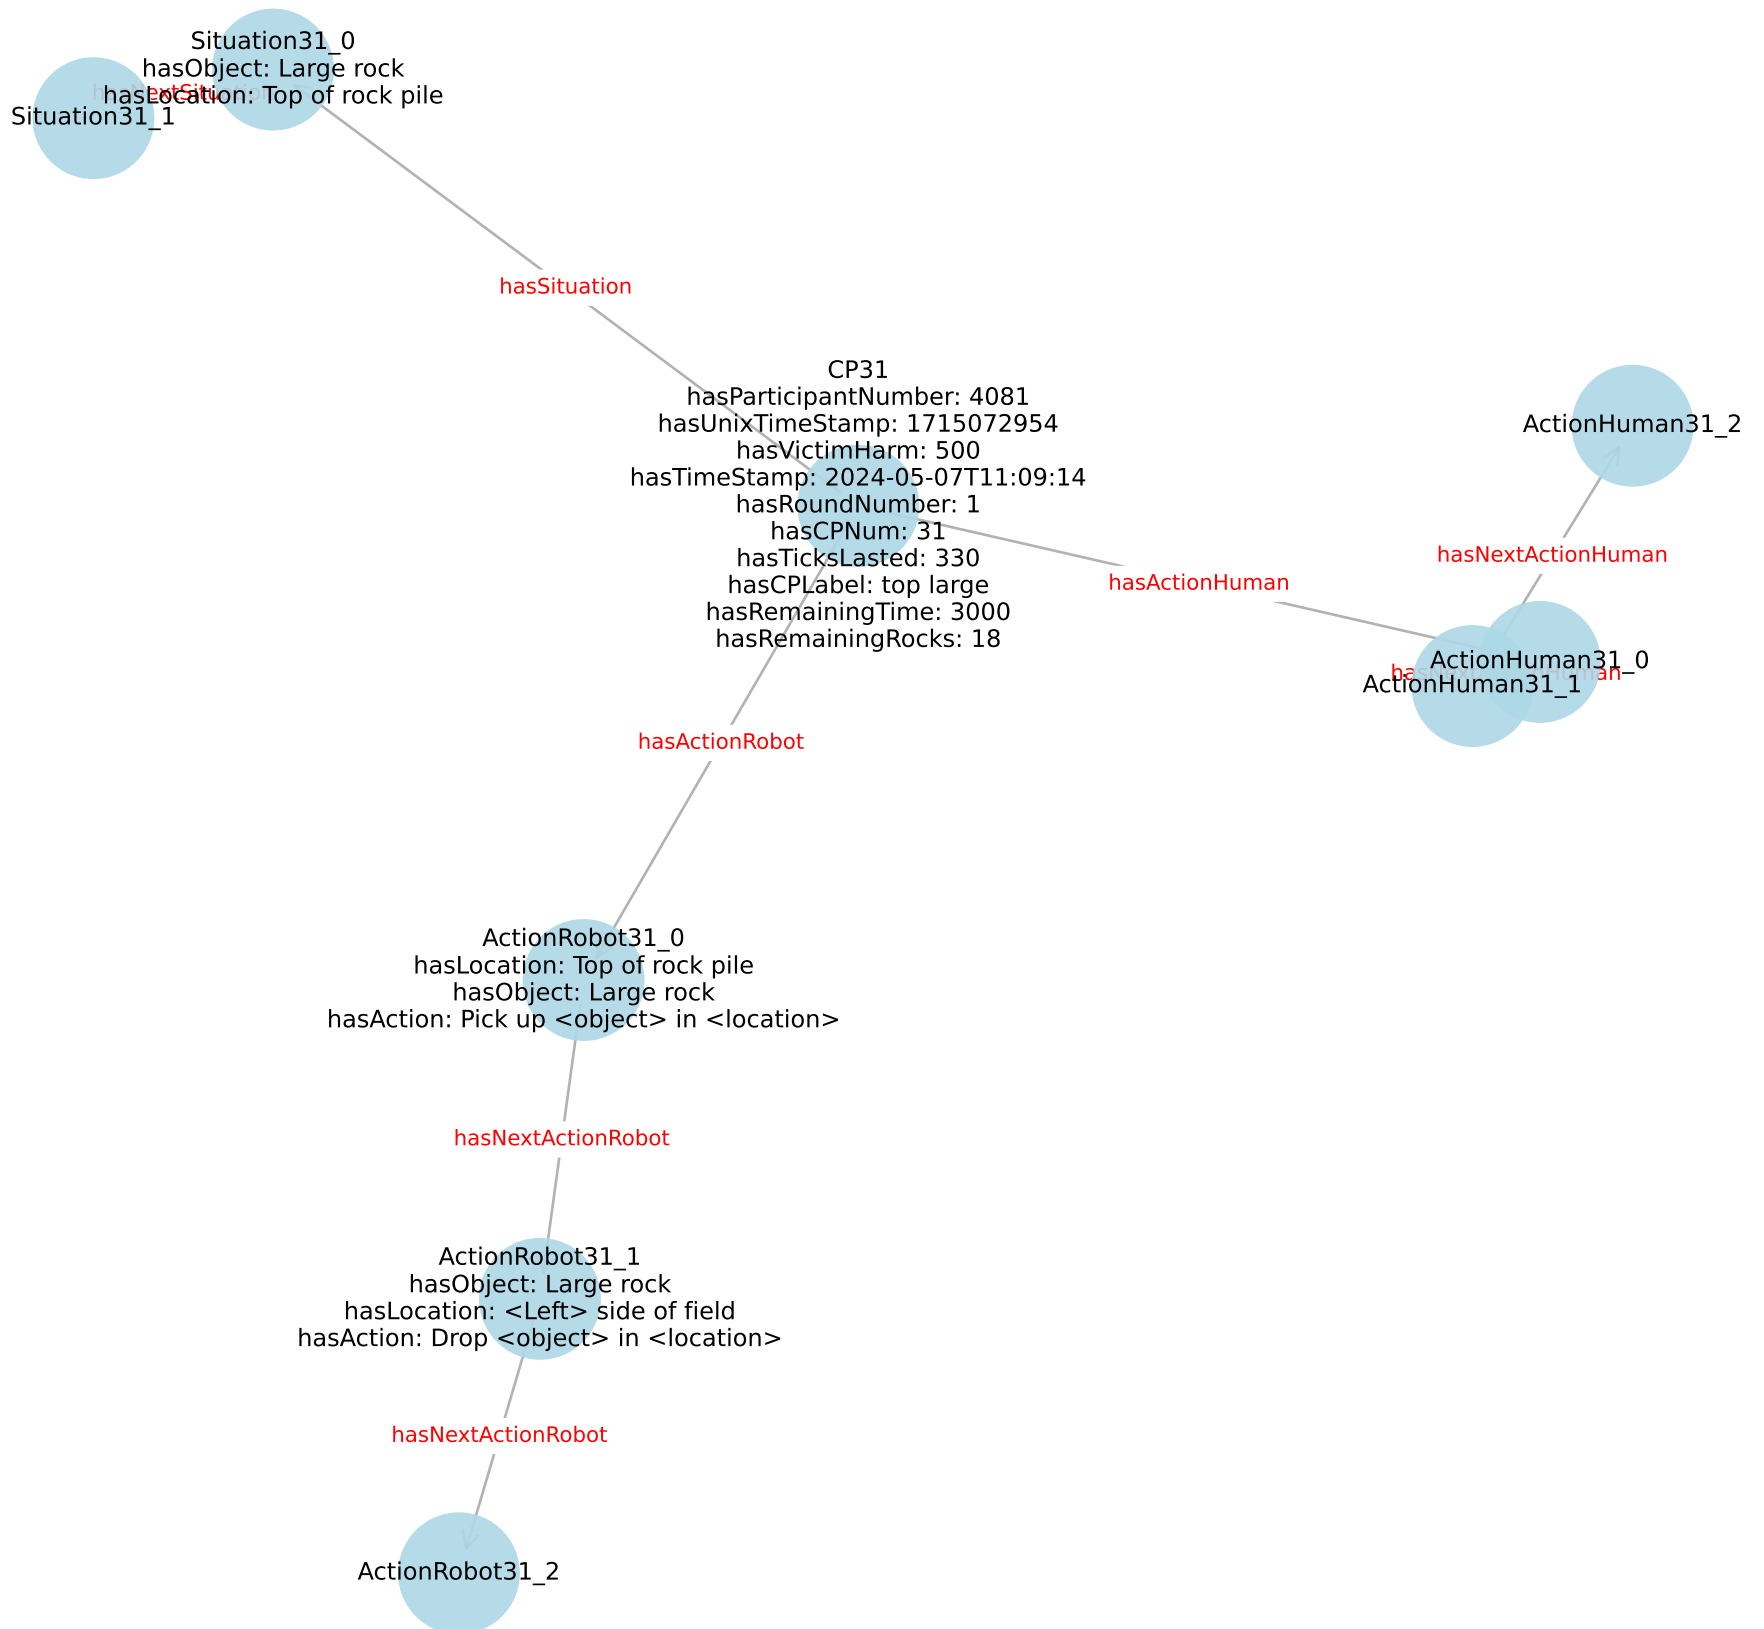 Situation31_0
hasObject: Large rock
hasLocation: Top of rock pile
hasNextSituation
Situation31_1
hasSituation
CP31
hasParticipantNumber: 4081
hasUnixTimeStamp: 1715072954
hasVictimHarm: 500
hasTimeStamp: 2024-05-07T11:09:14
hasRoundNumber: 1
hasCPNum: 31
hasTicksLasted: 330
hasCPLabel: top large
hasRemainingTime: 3000
hasRemainingRocks: 18
ActionHuman31_2
hasNextActionHuman
hasActionHuman
ActionHuman31_0
hasNextActionHuman
ActionHuman31_1
hasActionRobot
ActionRobot31_0
hasLocation: Top of rock pile
hasObject: Large rock
hasAction: Pick up <object> in <location>
hasNextActionRobot
ActionRobot31_1
hasObject: Large rock
hasLocation: <Left> side of field
hasAction: Drop <object> in <location>
hasNextActionRobot
ActionRobot31_2